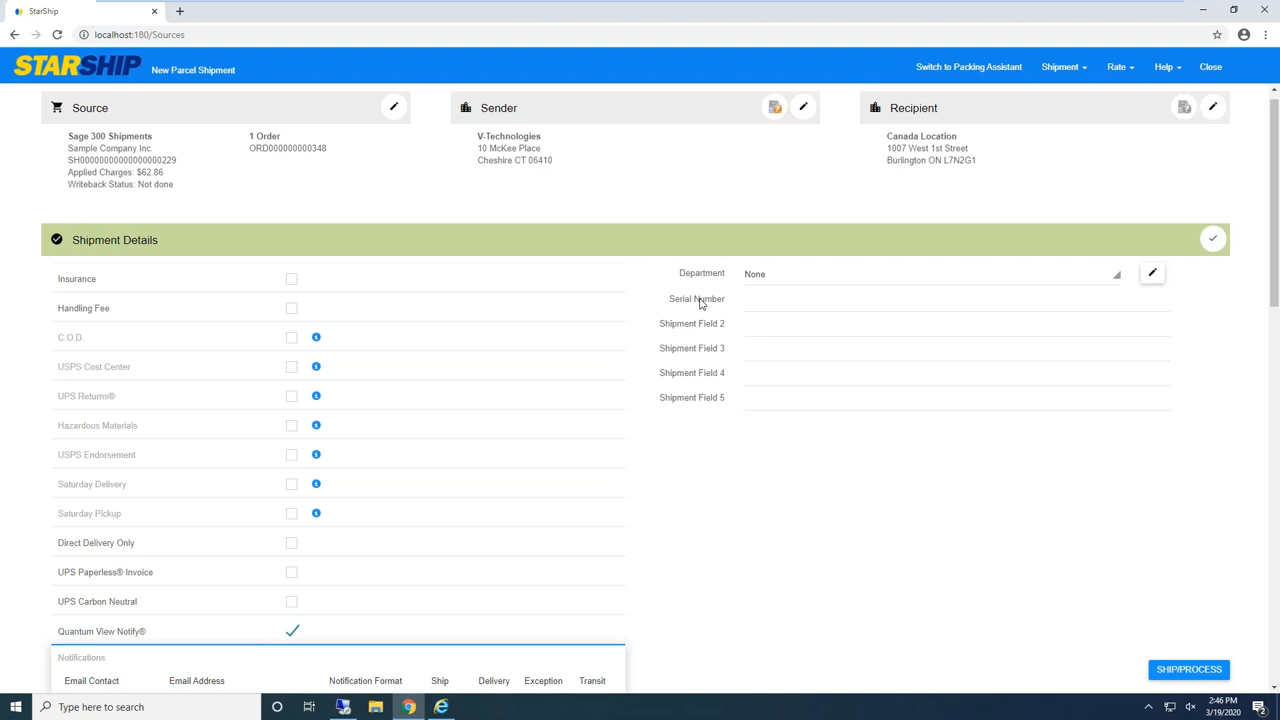 StarShip
localhost:180/Sources
STARSHIP New Parcel Shipment
Switch to Packing Assistant Shipment Rate Help Close
Source
Sage 300 Shipments 1 Order
Sample Company Inc. ORD000000000348
SH00000000000000000229
Applied Charges: $62.86
Writeback Status: Not done
Sender
V-Technologies
10 McKee Place
Cheshire CT 06410
Recipient
Canada Location
1007 West 1st Street
Burlington ON L7N2G1
Shipment Details
Insurance
Handling Fee
C.O.D.
USPS Cost Center
UPS Returns®
Hazardous Materials
USPS Endorsement
Saturday Delivery
Saturday Pickup
Direct Delivery Only
UPS Paperless® Invoice
UPS Carbon Neutral
Quantum View Notify®
Notifications
Email Contact Email Address Notification Format Ship Delivery Exception Transit
Department None
Serial Number
Shipment Field 2
Shipment Field 3
Shipment Field 4
Shipment Field 5
SHIP/PROCESS
Type here to search
2:46 PM
3/19/2020
2